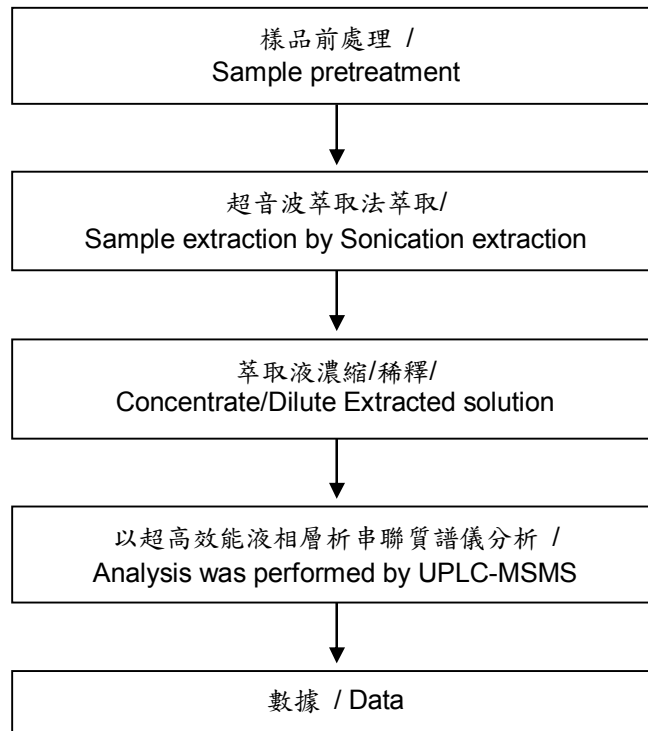 樣品前處理 /
Sample pretreatment
超音波萃取法萃取/
Sample extraction by Sonication extraction
萃取液濃縮/稀釋/
Concentrate/Dilute Extracted solution
以超高效能液相層析串聯質譜儀分析 /
Analysis was performed by UPLC-MSMS
數據 / Data